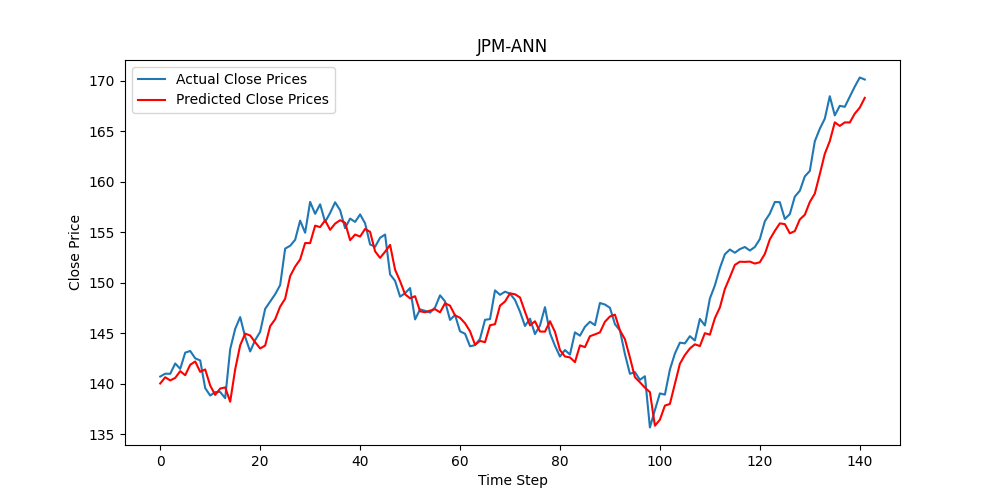 JPM-ANN
Actual Close Prices
Predicted Close Prices
Close Price
170
165
160
155
150
145
140
135
0 20 40 60 80 100 120 140
Time Step